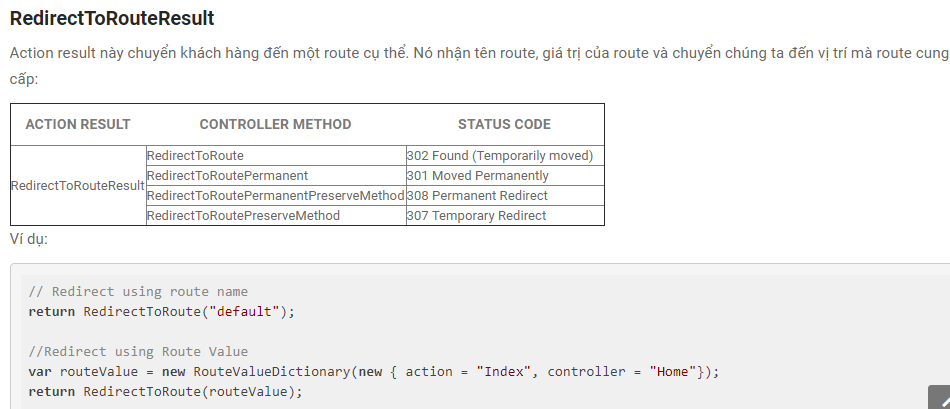 RedirectToRouteResult
Action result này chuyển khách hàng đến một route cụ thể. Nó nhận tên route, giá trị của route và chuyển chúng ta đến vị trí mà route cung
cấp:
ACTION RESULT CONTROLLER METHOD STATUS CODE
RedirectToRouteResult
RedirectToRoute 302 Found (Temporarily moved)
RedirectToRoutePermanent 301 Moved Permanently
RedirectToRoutePermanentPreserveMethod 308 Permanent Redirect
RedirectToRoutePreserveMethod 307 Temporary Redirect
Ví dụ:
// Redirect using route name
return RedirectToRoute("default");
//Redirect using Route Value
var routeValue = new RouteValueDictionary(new { action = "Index", controller = "Home"});
return RedirectToRoute(routeValue);